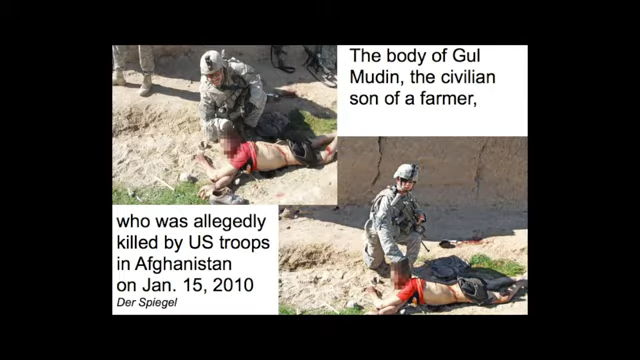 The body of Gul
Mudin, the civilian
son of a farmer,
who was allegedly
killed by US troops
in Afghanistan
on Jan. 15, 2010
Der Spiegel